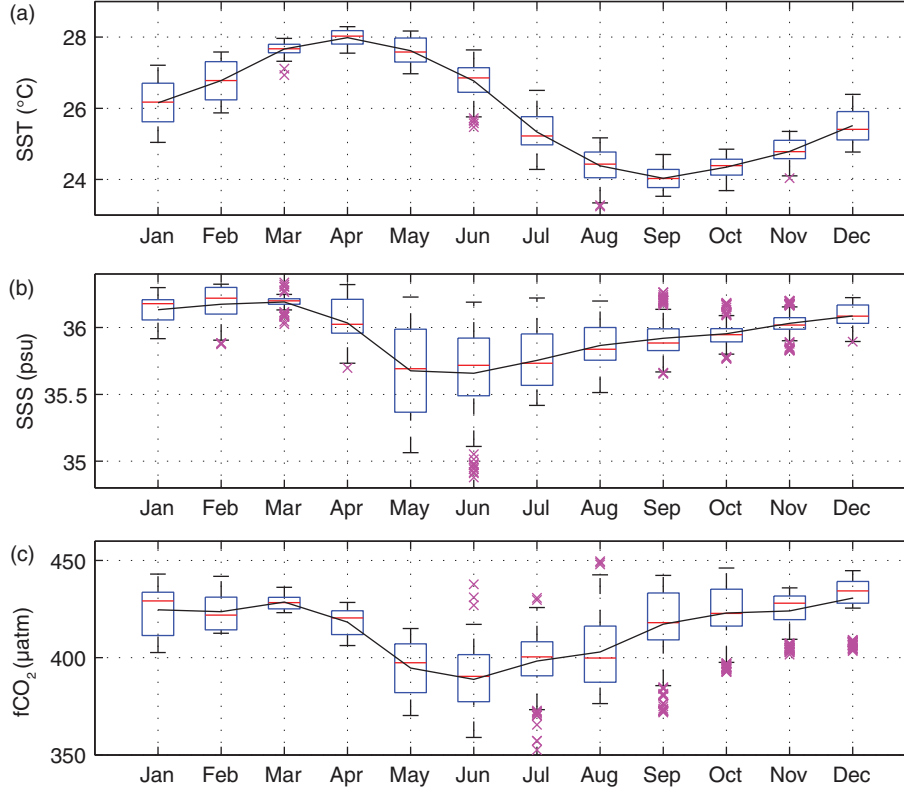 (a)
SST (°C)
28
26
24
Jan Feb Mar Apr May Jun Jul Aug Sep Oct Nov Dec
(b)
SSS (psu)
36
35.5
35
Jan Feb Mar Apr May Jun Jul Aug Sep Oct Nov Dec
(c)
fCO₂ (µatm)
450
400
350
Jan Feb Mar Apr May Jun Jul Aug Sep Oct Nov Dec